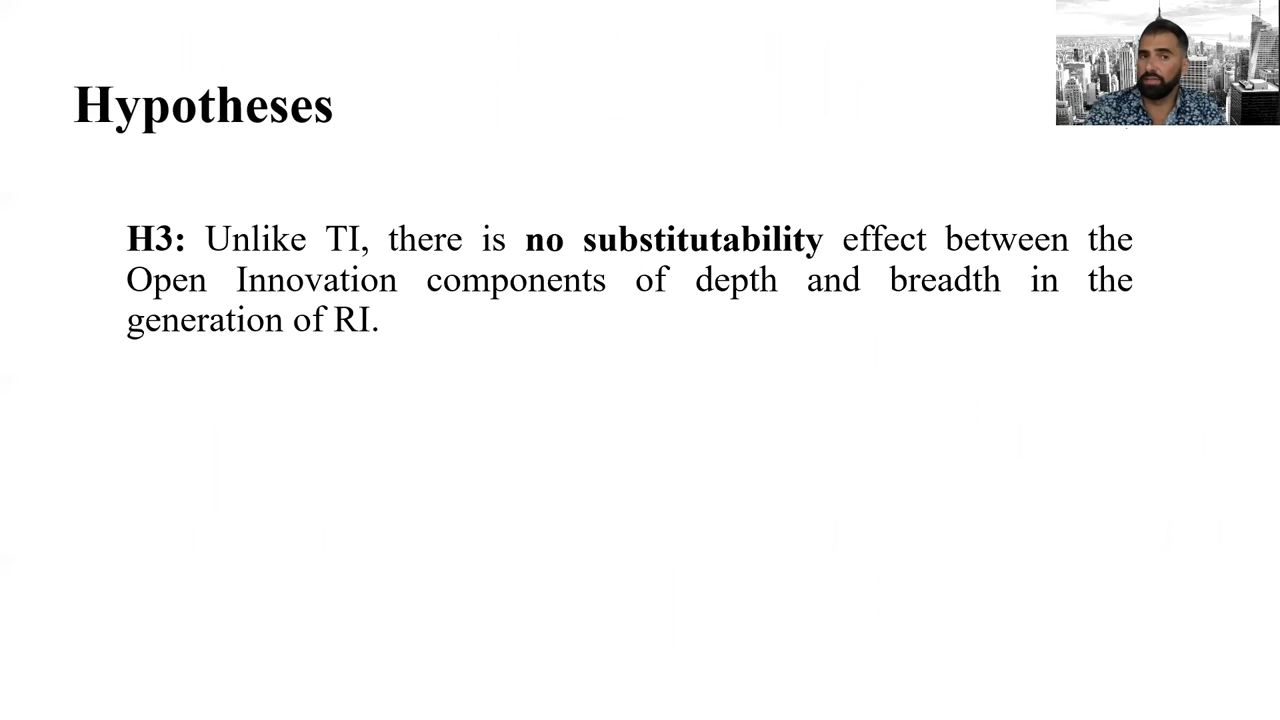 Hypotheses
H3: Unlike TI, there is no substitutability effect between the
Open Innovation components of depth and breadth in the
generation of RI.